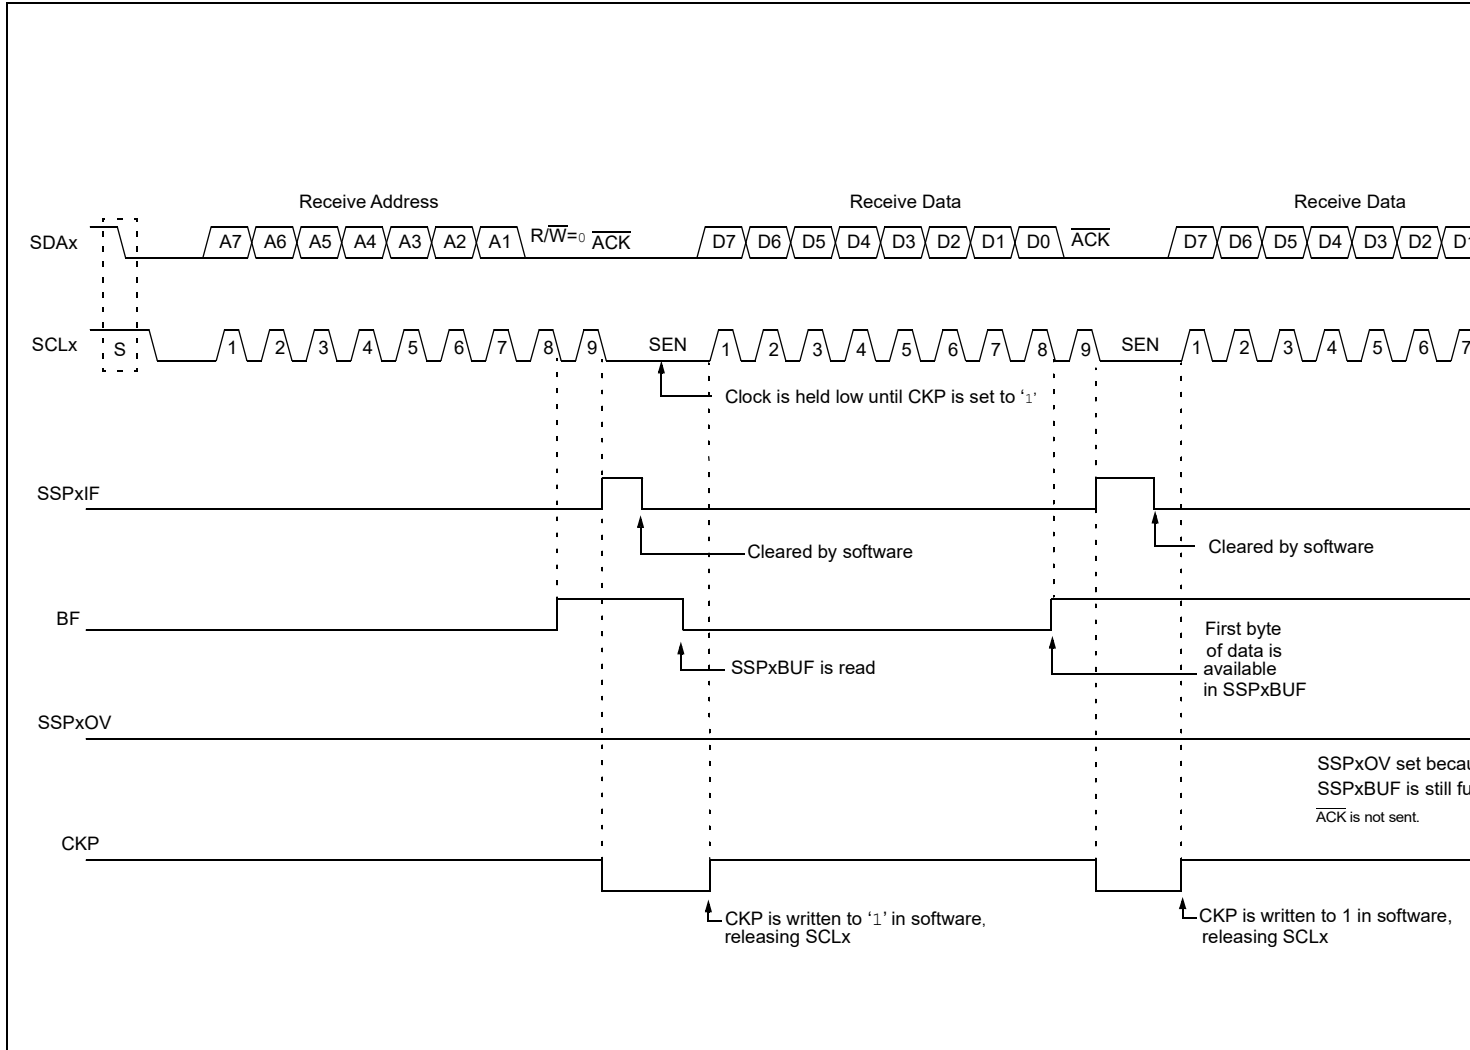 Receive Address
Receive Data
Receive Data
SDAx
A7 A6 A5 A4 A3 A2 A1 R/W=0 ACK
D7 D6 D5 D4 D3 D2 D1 D0 ACK
D7 D6 D5 D4 D3 D2 D1
SCLx
S
1 2 3 4 5 6 7 8 9 SEN
1 2 3 4 5 6 7 8 9 SEN
1 2 3 4 5 6 7
Clock is held low until CKP is set to ‘1’
SSPxIF
Cleared by software
Cleared by software
BF
SSPxBUF is read
First byte
of data is
available
in SSPxBUF
SSPxOV
SSPxOV set becau
SSPxBUF is still fu
ACK is not sent.
CKP
CKP is written to ‘1’ in software,
releasing SCLx
CKP is written to 1 in software,
releasing SCLx